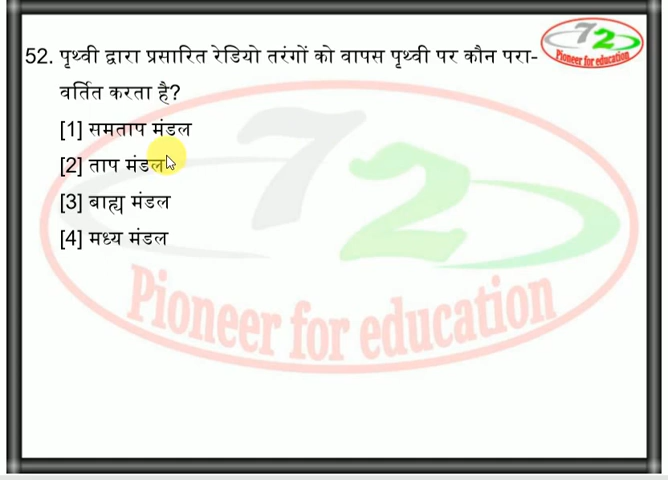 72
Pioneer for education
52. पृथ्वी द्वारा प्रसारित रेडियो तरंगों को वापस पृथ्वी पर कौन परा-
वर्तित करता है?
[1] समताप मंडल
[2] ताप मंडल
[3] बाह्य मंडल
[4] मध्य मंडल
72
Pioneer for education